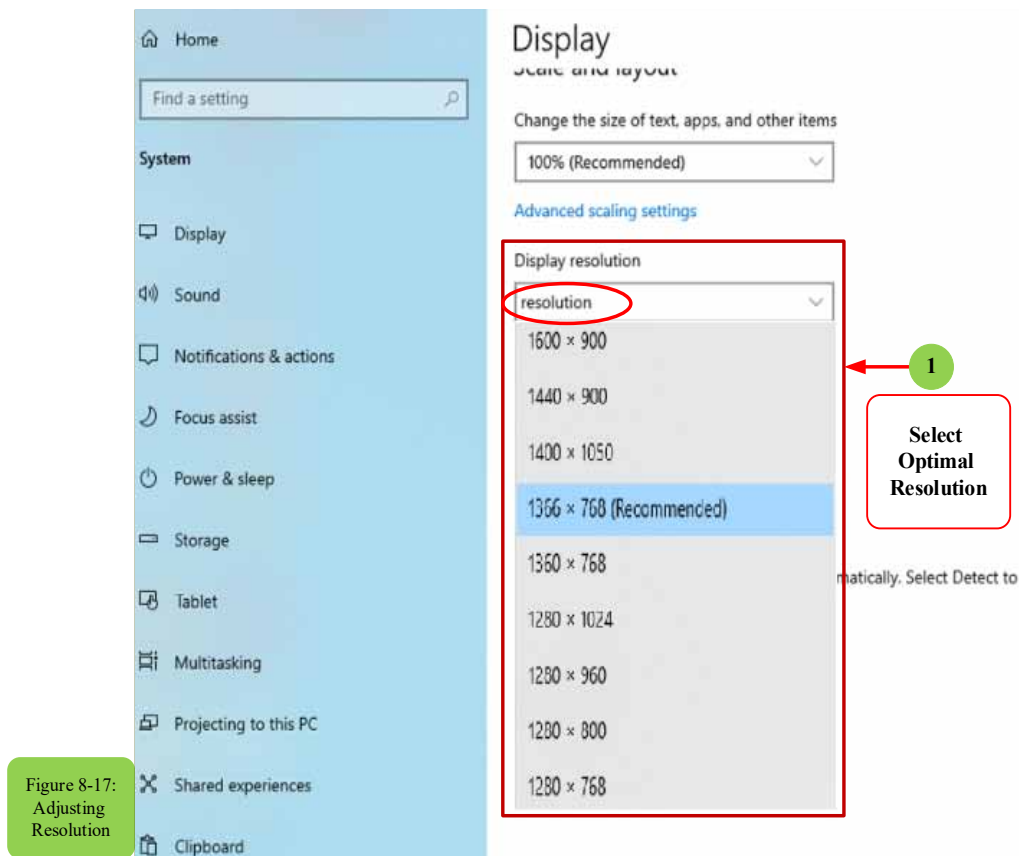 Home
Find a setting
System
Display
Sound
Notifications & actions
Focus assist
Power & sleep
Storage
Tablet
Multitasking
Projecting to this PC
Shared experiences
Clipboard
Display
Scale and layout
Change the size of text, apps, and other items
100% (Recommended)
Advanced scaling settings
Display resolution
resolution
1600 × 900
1440 × 900
1400 × 1050
1366 × 768 (Recommended)
1360 × 768
1280 × 1024
1280 × 960
1280 × 800
1280 × 768
1
Select
Optimal
Resolution
matically. Select Detect to
Figure 8-17:
Adjusting
Resolution